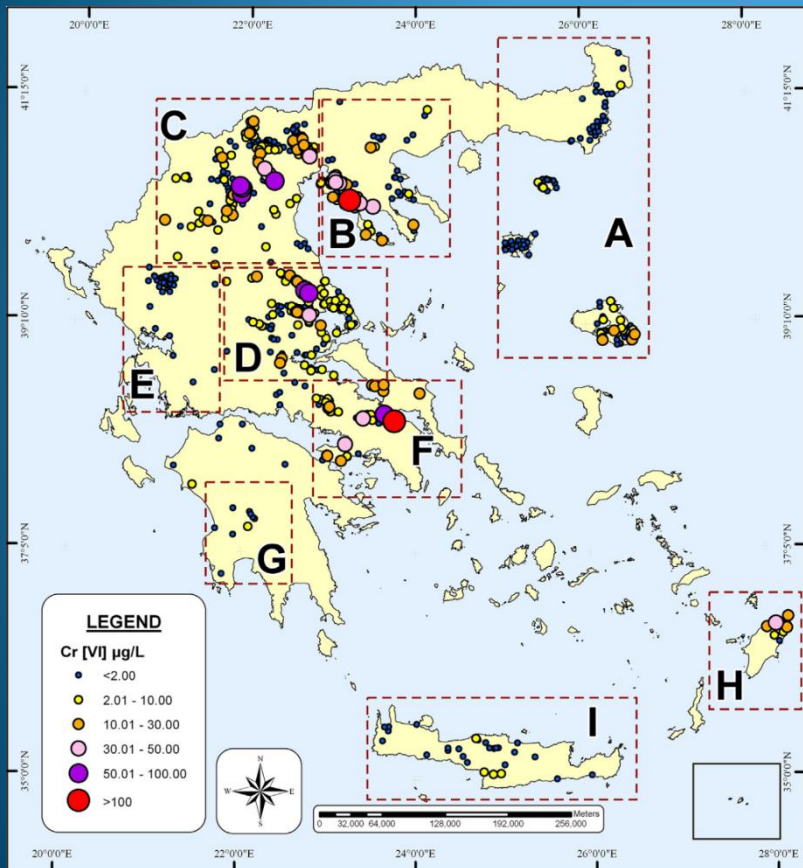 20°0'0"E 22°0'0"E 24°0'0"E 26°0'0"E 28°0'0"E
41°15'0"N 41°15'0"N
C
A
B
39°10'0"N 39°10'0"N
D
E
F
37°5'0"N 37°5'0"N
G
LEGEND
Cr [VI] µg/L
<2.00
2.01 - 10.00
10.01 - 30.00
30.01 - 50.00
50.01 - 100.00
>100
H
I
N
W E
S
35°0'0"N 35°0'0"N
Meters
0 32,000 64,000 128,000 192,000 256,000
20°0'0"E 22°0'0"E 24°0'0"E 26°0'0"E 28°0'0"E